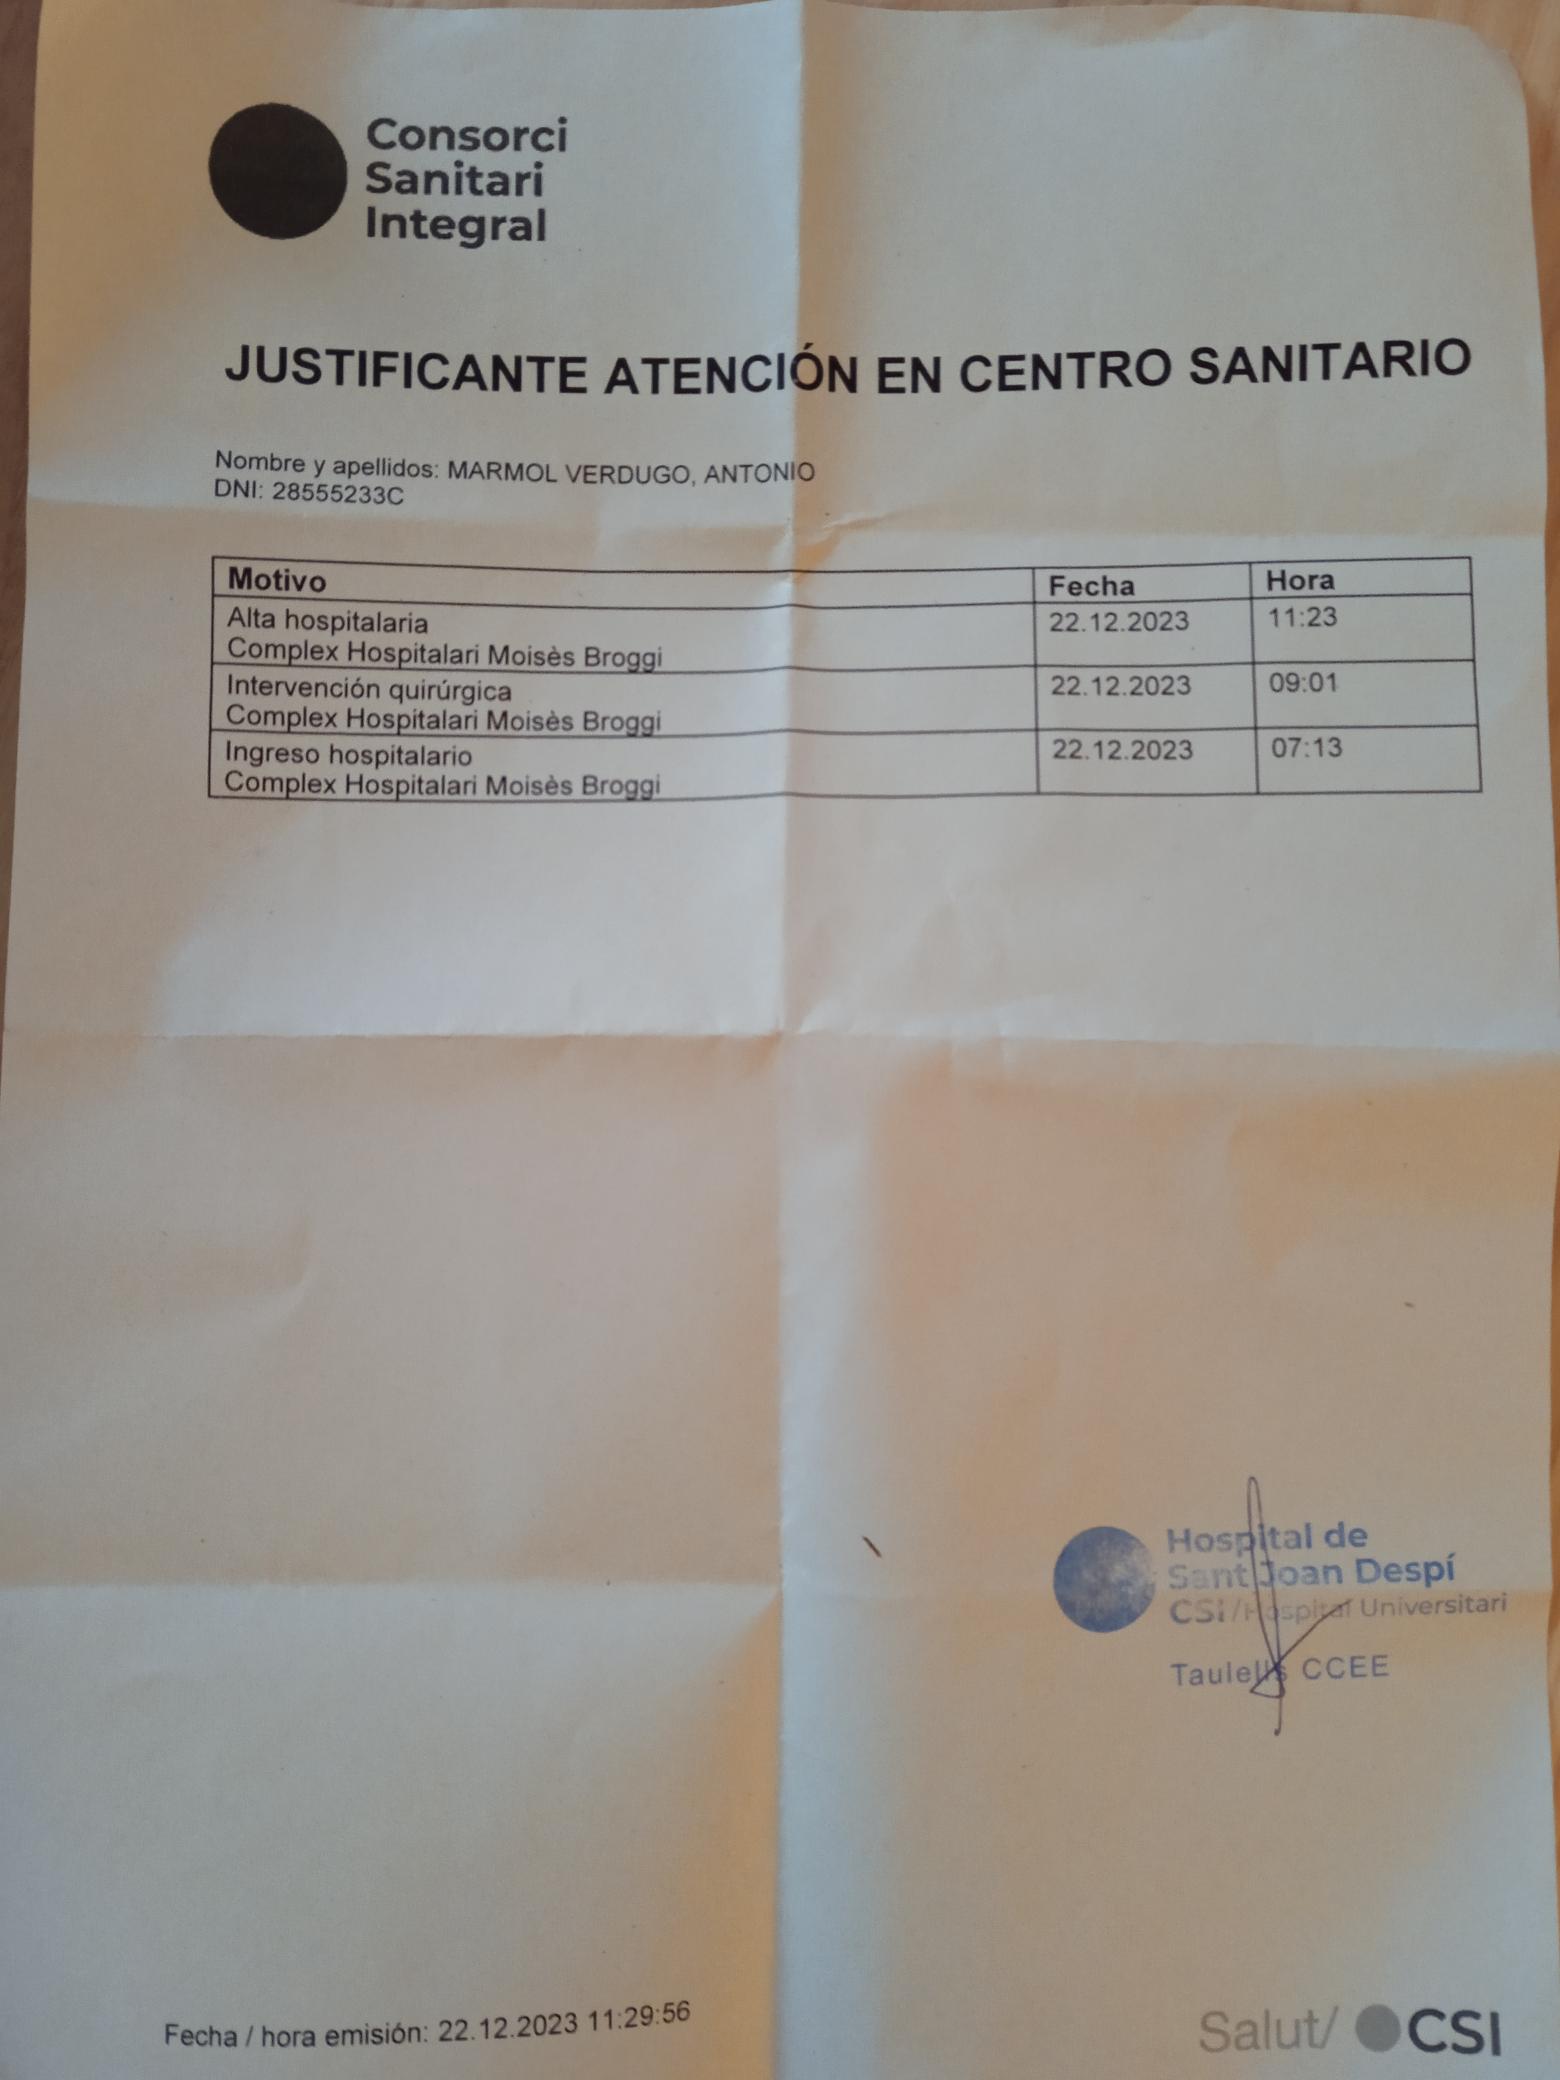 Consorci
Sanitari
Integral
JUSTIFICANTE ATENCIÓN EN CENTRO SANITARIO
Nombre y apellidos: MARMOL VERDUGO, ANTONIO
DNI: 28555233C
Motivo Fecha Hora
Alta hospitalaria 22.12.2023 11:23
Complex Hospitalari Moisès Broggi
Intervención quirúrgica 22.12.2023 09:01
Complex Hospitalari Moisès Broggi
Ingreso hospitalario 22.12.2023 07:13
Complex Hospitalari Moisès Broggi
Hospital de
Sant Joan Despí
CSI/Hospital Universitari
Taulells CCEE
Fecha / hora emisión: 22.12.2023 11:29:56
Salut/ CSI